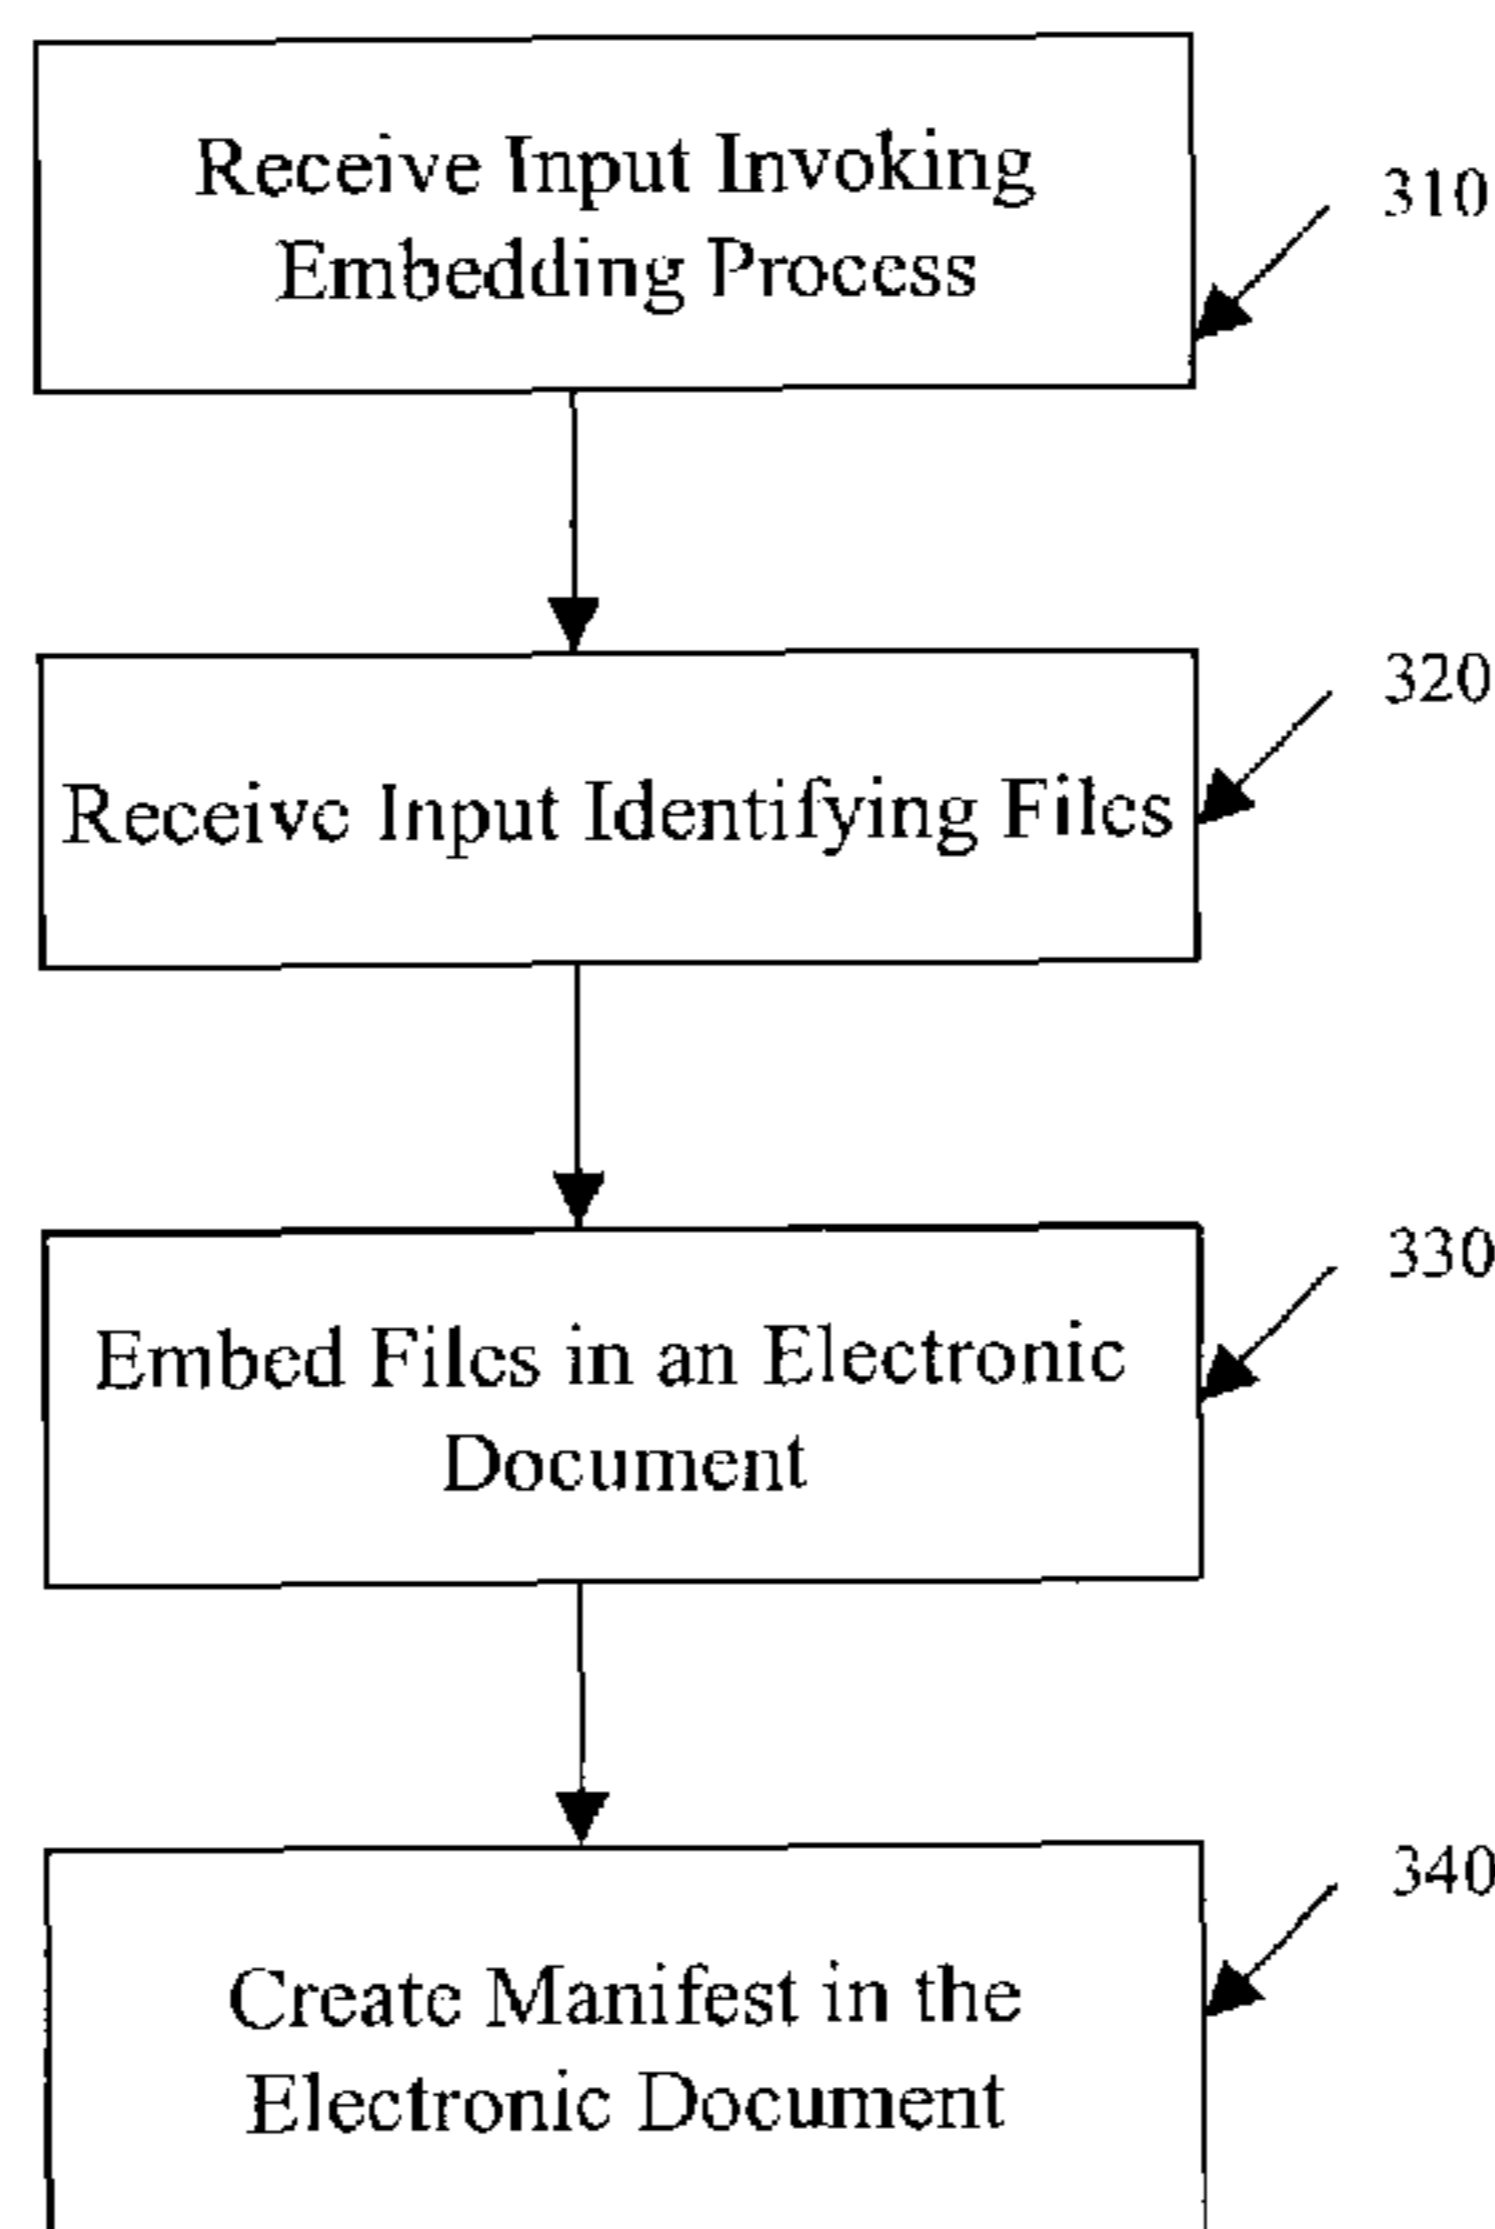 Receive Input Invoking
Embedding Process
310
Receive Input Identifying Files
320
Embed Files in an Electronic
Document
330
Create Manifest in the
Electronic Document
340